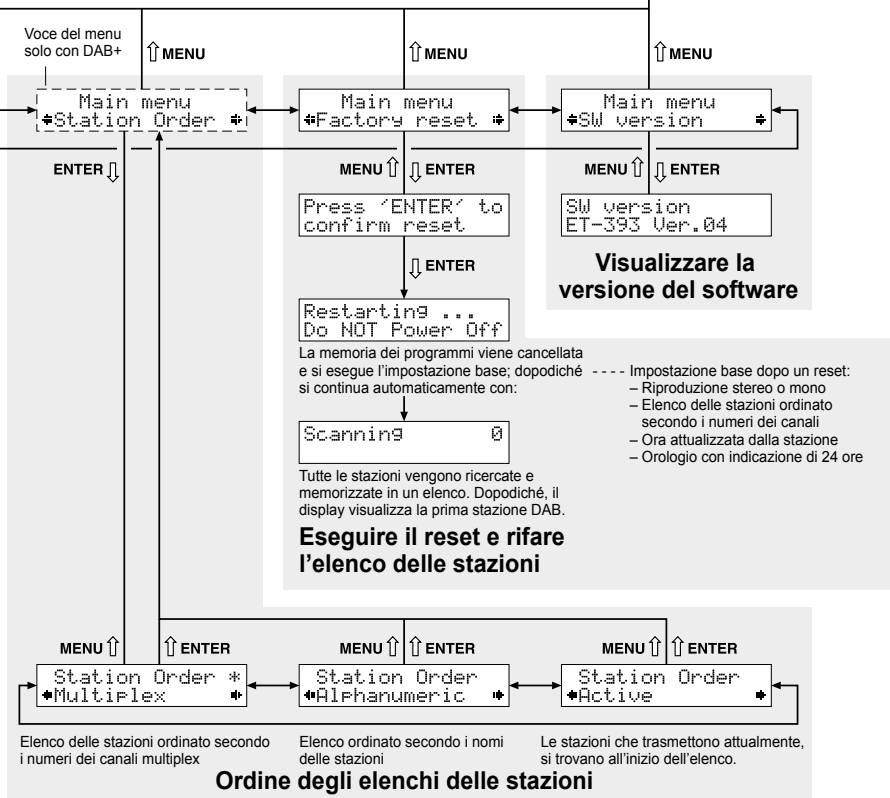 Voce del menu
solo con DAB+
MENU
MENU
MENU
Main menu
Station Order
Main menu
Factory reset
Main menu
SW version
ENTER
MENU
ENTER
MENU
ENTER
Press ´ENTER´ to
confirm reset
SW version
ET-393 Ver.04
Visualizzare la
versione del software
ENTER
Restarting ...
Do NOT Power Off
La memoria dei programmi viene cancellata
e si esegue l’impostazione base; dopodiché
si continua automaticamente con:
- - - - Impostazione base dopo un reset:
– Riproduzione stereo o mono
– Elenco delle stazioni ordinato
secondo i numeri dei canali
– Ora attualizzata dalla stazione
– Orologio con indicazione di 24 ore
Scanning 0
Tutte le stazioni vengono ricercate e
memorizzate in un elenco. Dopodiché, il
display visualizza la prima stazione DAB.
Eseguire il reset e rifare
l’elenco delle stazioni
MENU
ENTER
MENU
ENTER
MENU
ENTER
Station Order *
Multiplex
Station Order
Alphanumeric
Station Order
Active
Elenco delle stazioni ordinato secondo
i numeri dei canali multiplex
Elenco ordinato secondo i nomi
delle stazioni
Le stazioni che trasmettono attualmente,
si trovano all’inizio dell’elenco.
Ordine degli elenchi delle stazioni